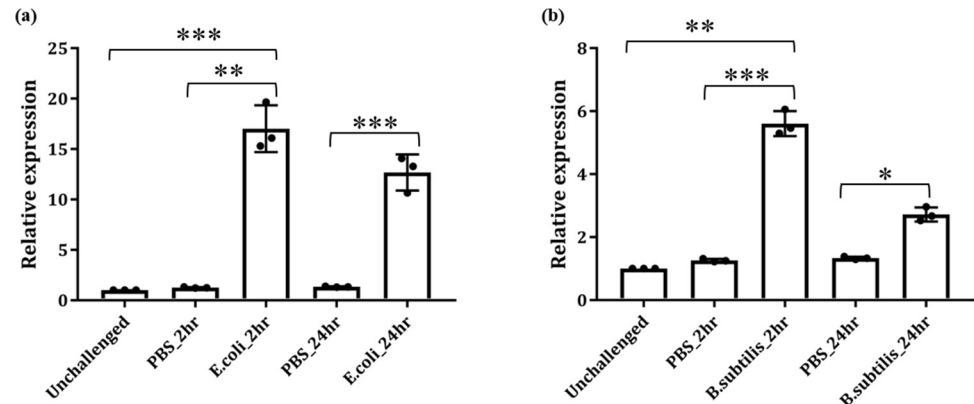 (a)
Relative expression
25
20
15
10
5
0
***
**
***
Unchallenged
PBS_2hr
E.coli_2hr
PBS_24hr
E.coli_24hr
(b)
Relative expression
8
6
4
2
0
**
***
*
Unchallenged
PBS_2hr
B.subtilis_2hr
PBS_24hr
B.subtilis_24hr